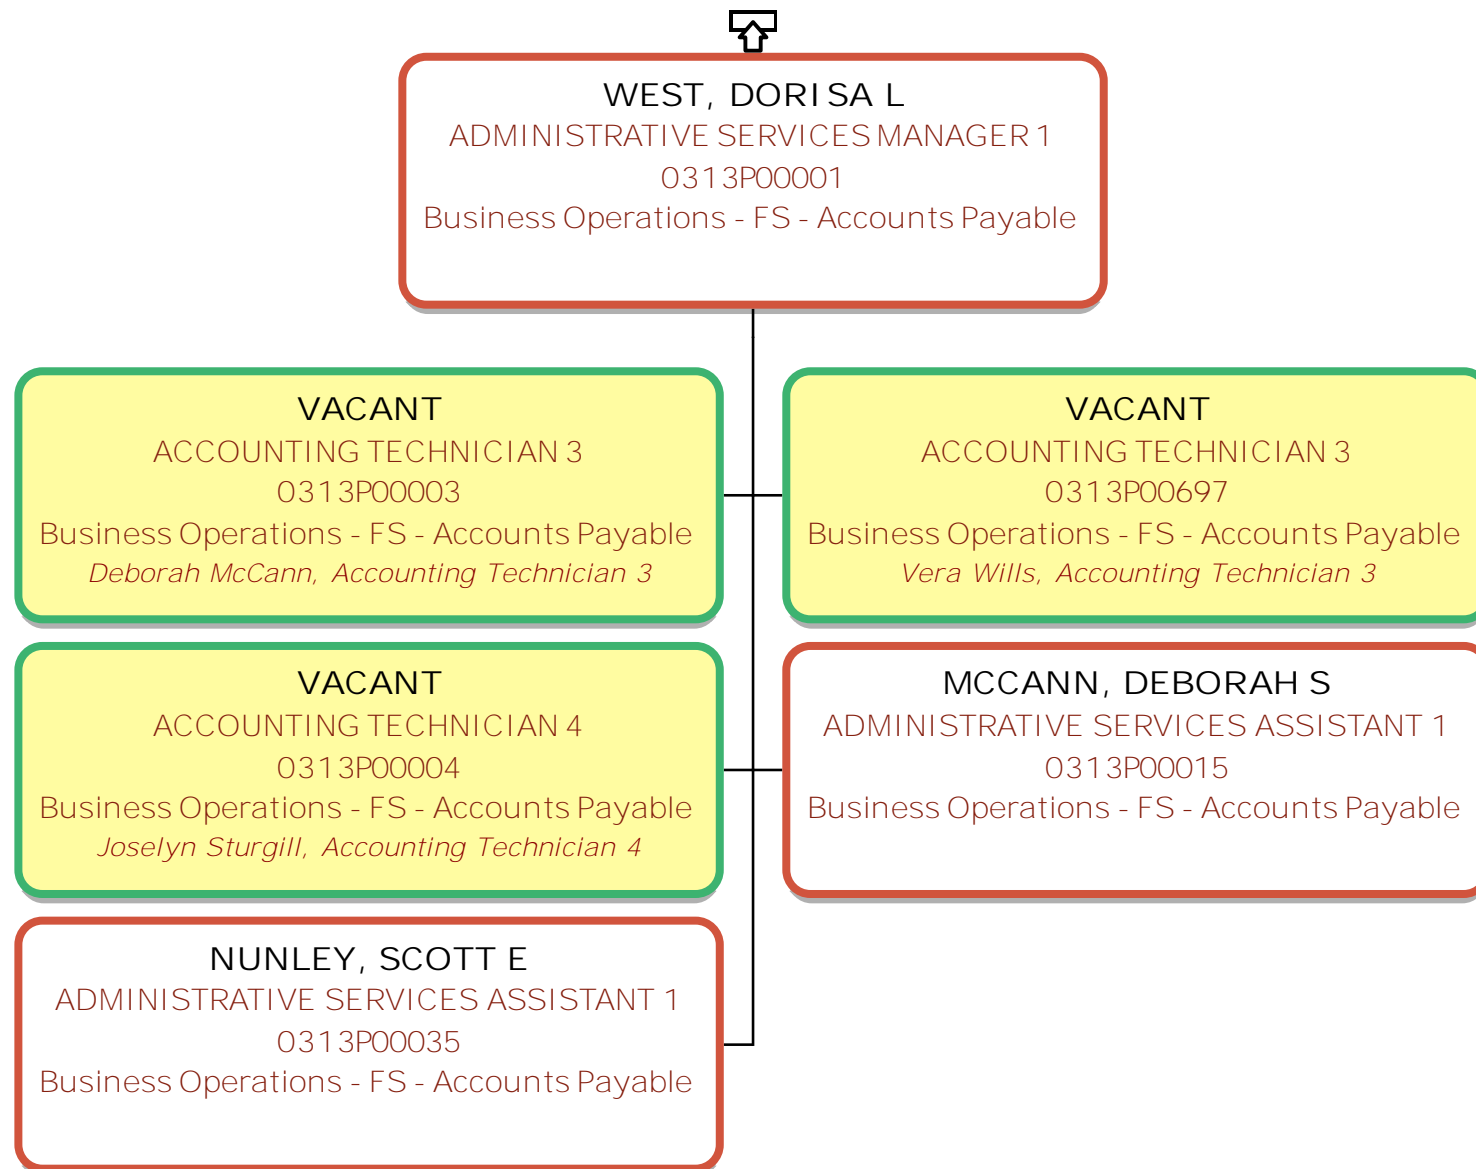 WEST, DORISA L
ADMINISTRATIVE SERVICES MANAGER 1
0313P00001
Business Operations - FS - Accounts Payable
VACANT
ACCOUNTING TECHNICIAN 3
0313P00003
Business Operations - FS - Accounts Payable
Deborah McCann, Accounting Technician 3
VACANT
ACCOUNTING TECHNICIAN 3
0313P00697
Business Operations - FS - Accounts Payable
Vera Wills, Accounting Technician 3
VACANT
ACCOUNTING TECHNICIAN 4
0313P00004
Business Operations - FS - Accounts Payable
Joselyn Sturgill, Accounting Technician 4
MCCANN, DEBORAH S
ADMINISTRATIVE SERVICES ASSISTANT 1
0313P00015
Business Operations - FS - Accounts Payable
NUNLEY, SCOTT E
ADMINISTRATIVE SERVICES ASSISTANT 1
0313P00035
Business Operations - FS - Accounts Payable